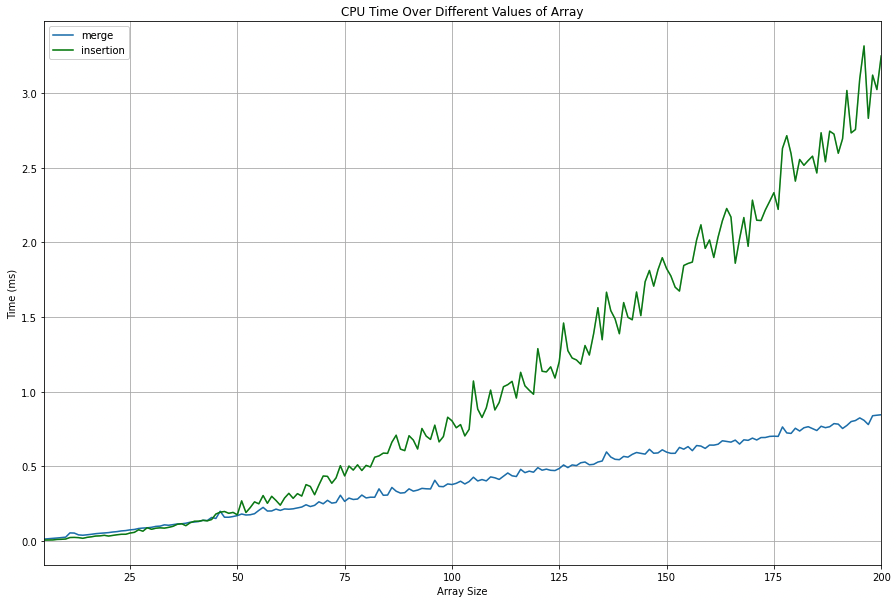 CPU Time Over Different Values of Array
merge
insertion
3.0
2.5
2.0
1.5
1.0
0.5
0.0
Time (ms)
25 50 75 100 125 150 175 200
Array Size